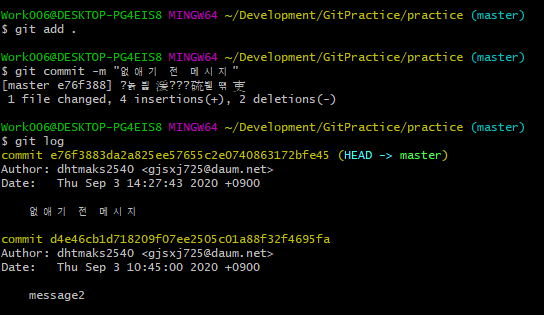 Work006@DESKTOP-PG4EIS8 MINGW64 ~/Development/GitPractice/practice (master)
$ git add .
Work006@DESKTOP-PG4EIS8 MINGW64 ~/Development/GitPractice/practice (master)
$ git commit -m "없애기 전 메시지"
[master e76f388]
1 file changed, 4 insertions(+), 2 deletions(-)
Work006@DESKTOP-PG4EIS8 MINGW64 ~/Development/GitPractice/practice (master)
$ git log
commit e76f3883da2a825ee57655c2e0740863172bfe45 (HEAD -> master)
Author: dhtmaks2540 <gjsxj725@daum.net>
Date:   Thu Sep 3 14:27:43 2020 +0900
없애기 전 메시지
commit d4e46cb1d718209f07ee2505c01a88f32f4695fa
Author: dhtmaks2540 <gjsxj725@daum.net>
Date:   Thu Sep 3 10:45:00 2020 +0900
message2